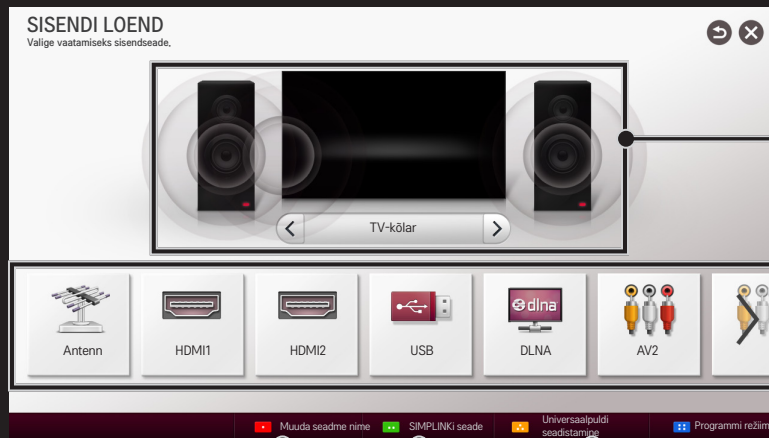 SISENDI LOEND
Valige vaatamiseks sisendseade.
TV-kõlar
dlna
Antenn
HDMI1
HDMI2
USB
DLNA
AV2
Muuda seadme nime
SIMPLINKi seade
Universaalpuldi
seadistamine
Programmi režiim